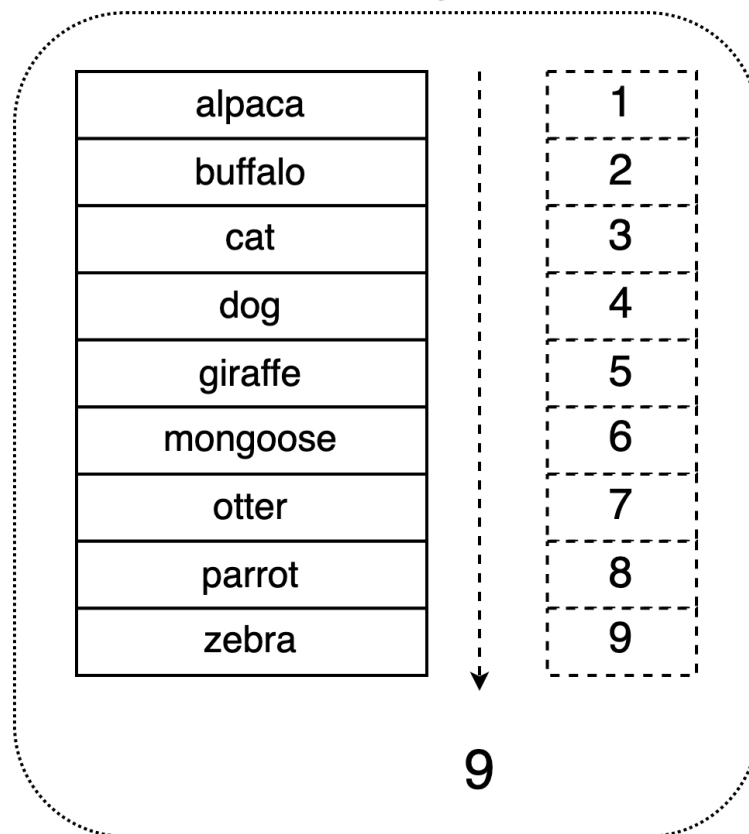 alpaca 1
buffalo 2
cat 3
dog 4
giraffe 5
mongoose 6
otter 7
parrot 8
zebra 9
9